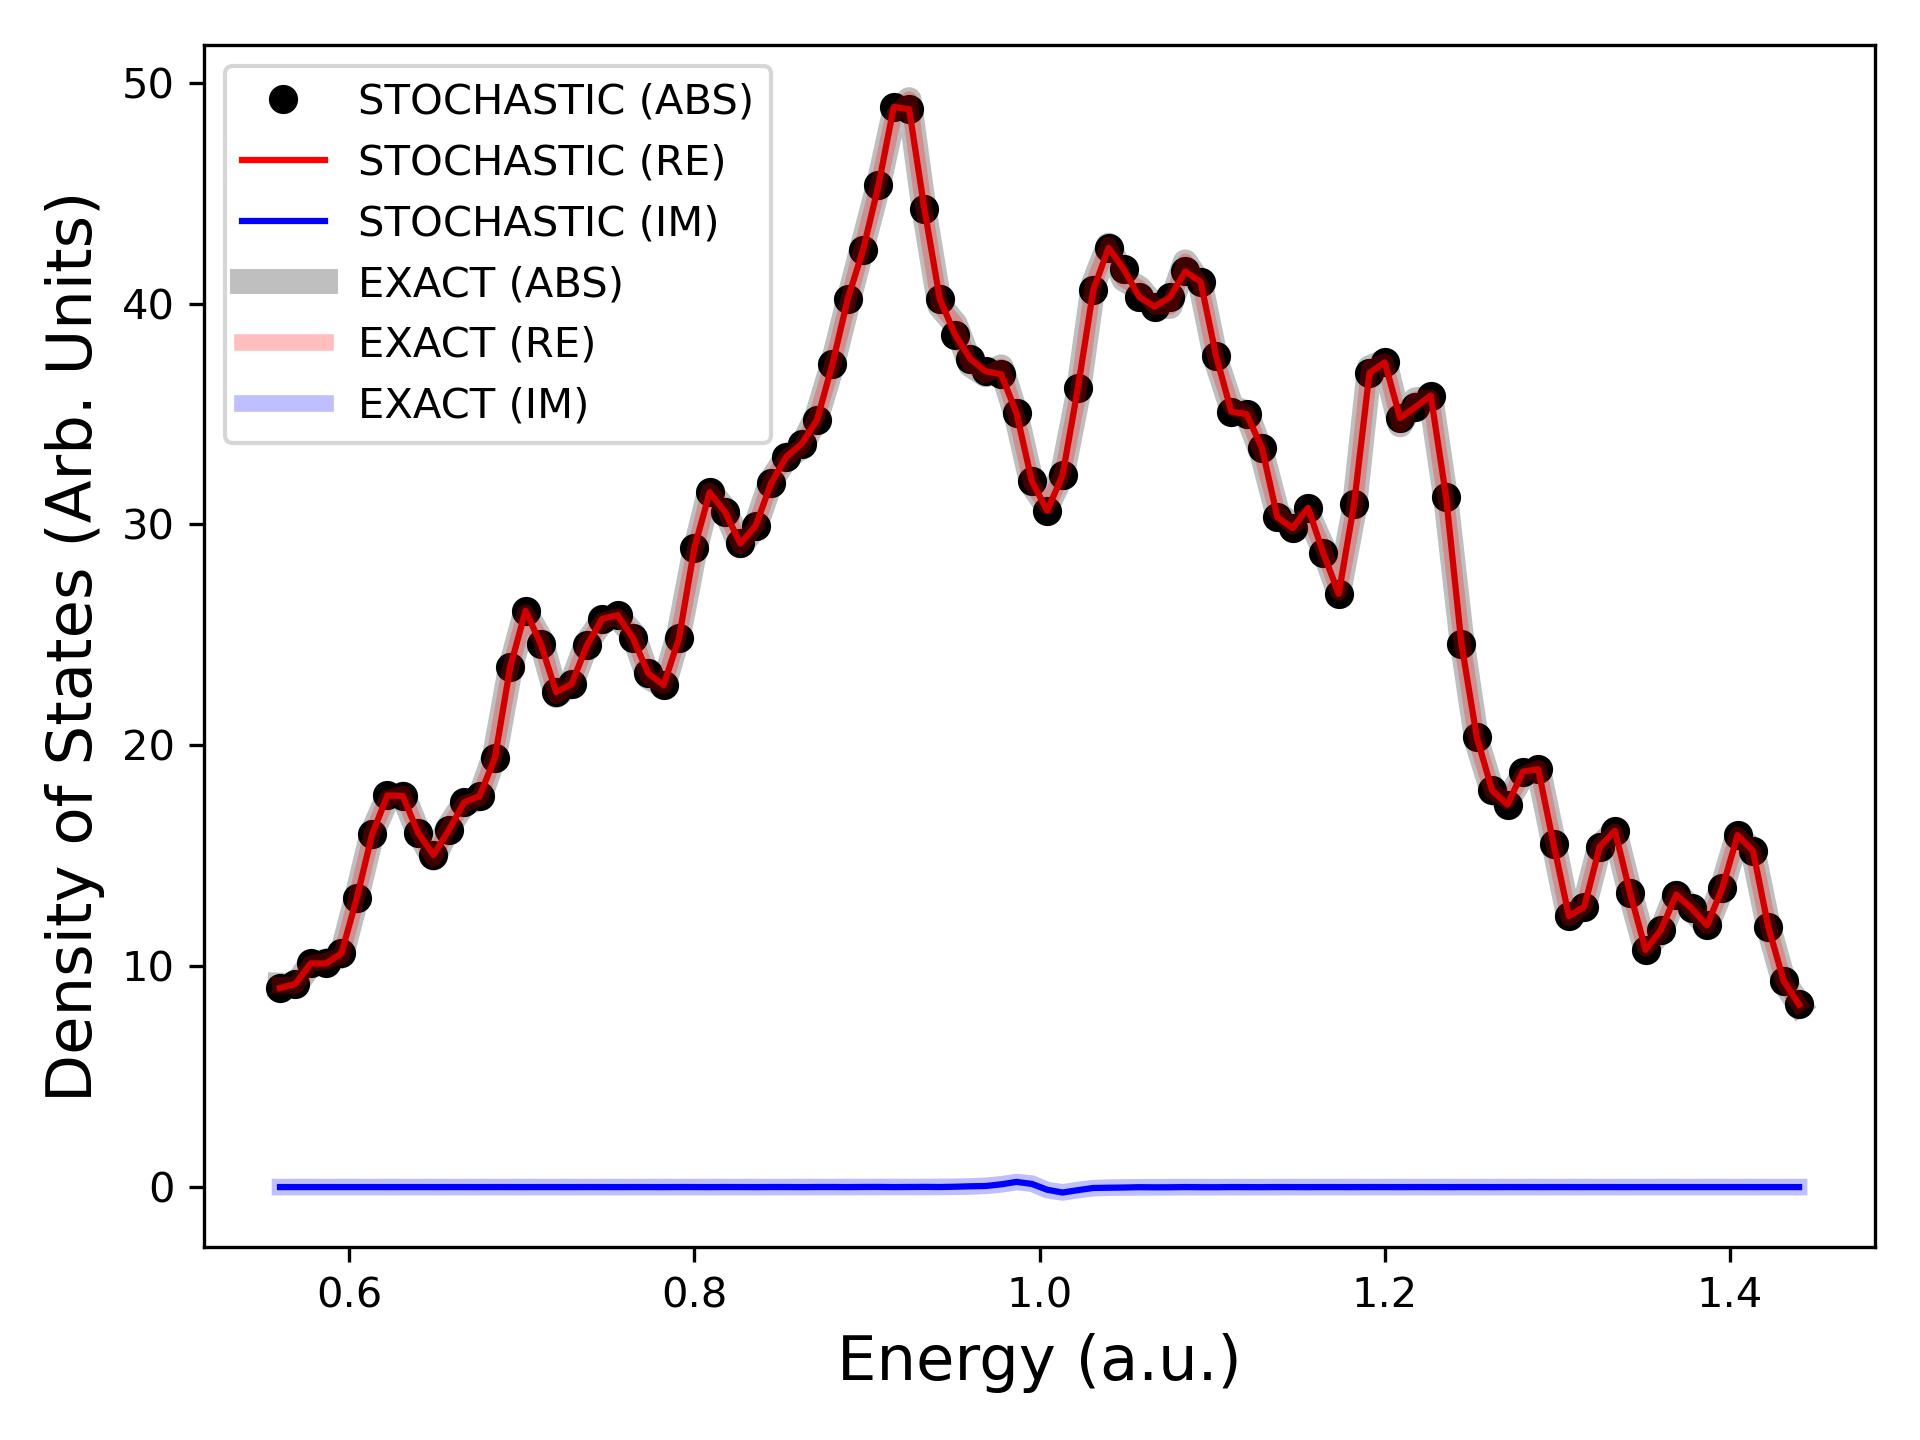 STOCHASTIC (ABS)
STOCHASTIC (RE)
STOCHASTIC (IM)
EXACT (ABS)
EXACT (RE)
EXACT (IM)
Density of States (Arb. Units)
50
40
30
20
10
0
0.6 0.8 1.0 1.2 1.4
Energy (a.u.)